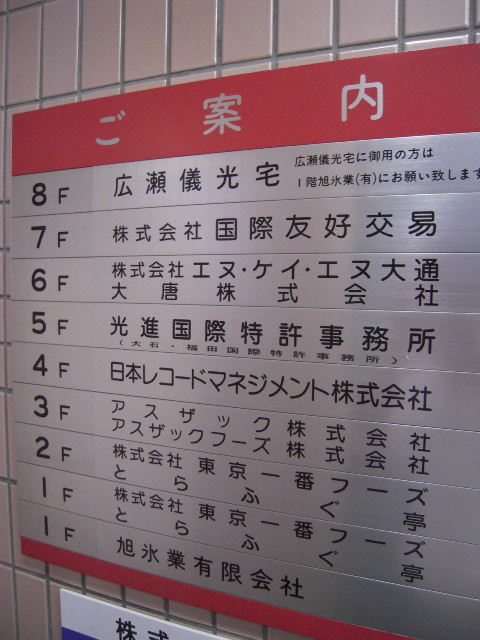 ご案内
8F 広瀬儀光宅 広瀬儀光宅に御用の方は
1階旭氷業(有)にお願い致します
7F 株式会社 国際友好交易
6F 株式会社 エヌ・ケイ・エヌ大通
大唐株式会社
5F 光進国際特許事務所
(大石・福田国際特許事務所)
4F 日本レコードマネジメント株式会社
3F アスザック株式会社
アスザックフーズ株式会社
2F 株式会社 東京一番フーズ
とらふぐ亭
1F 株式会社 東京一番フーズ
とらふぐ亭
1F 旭氷業有限会社
株式